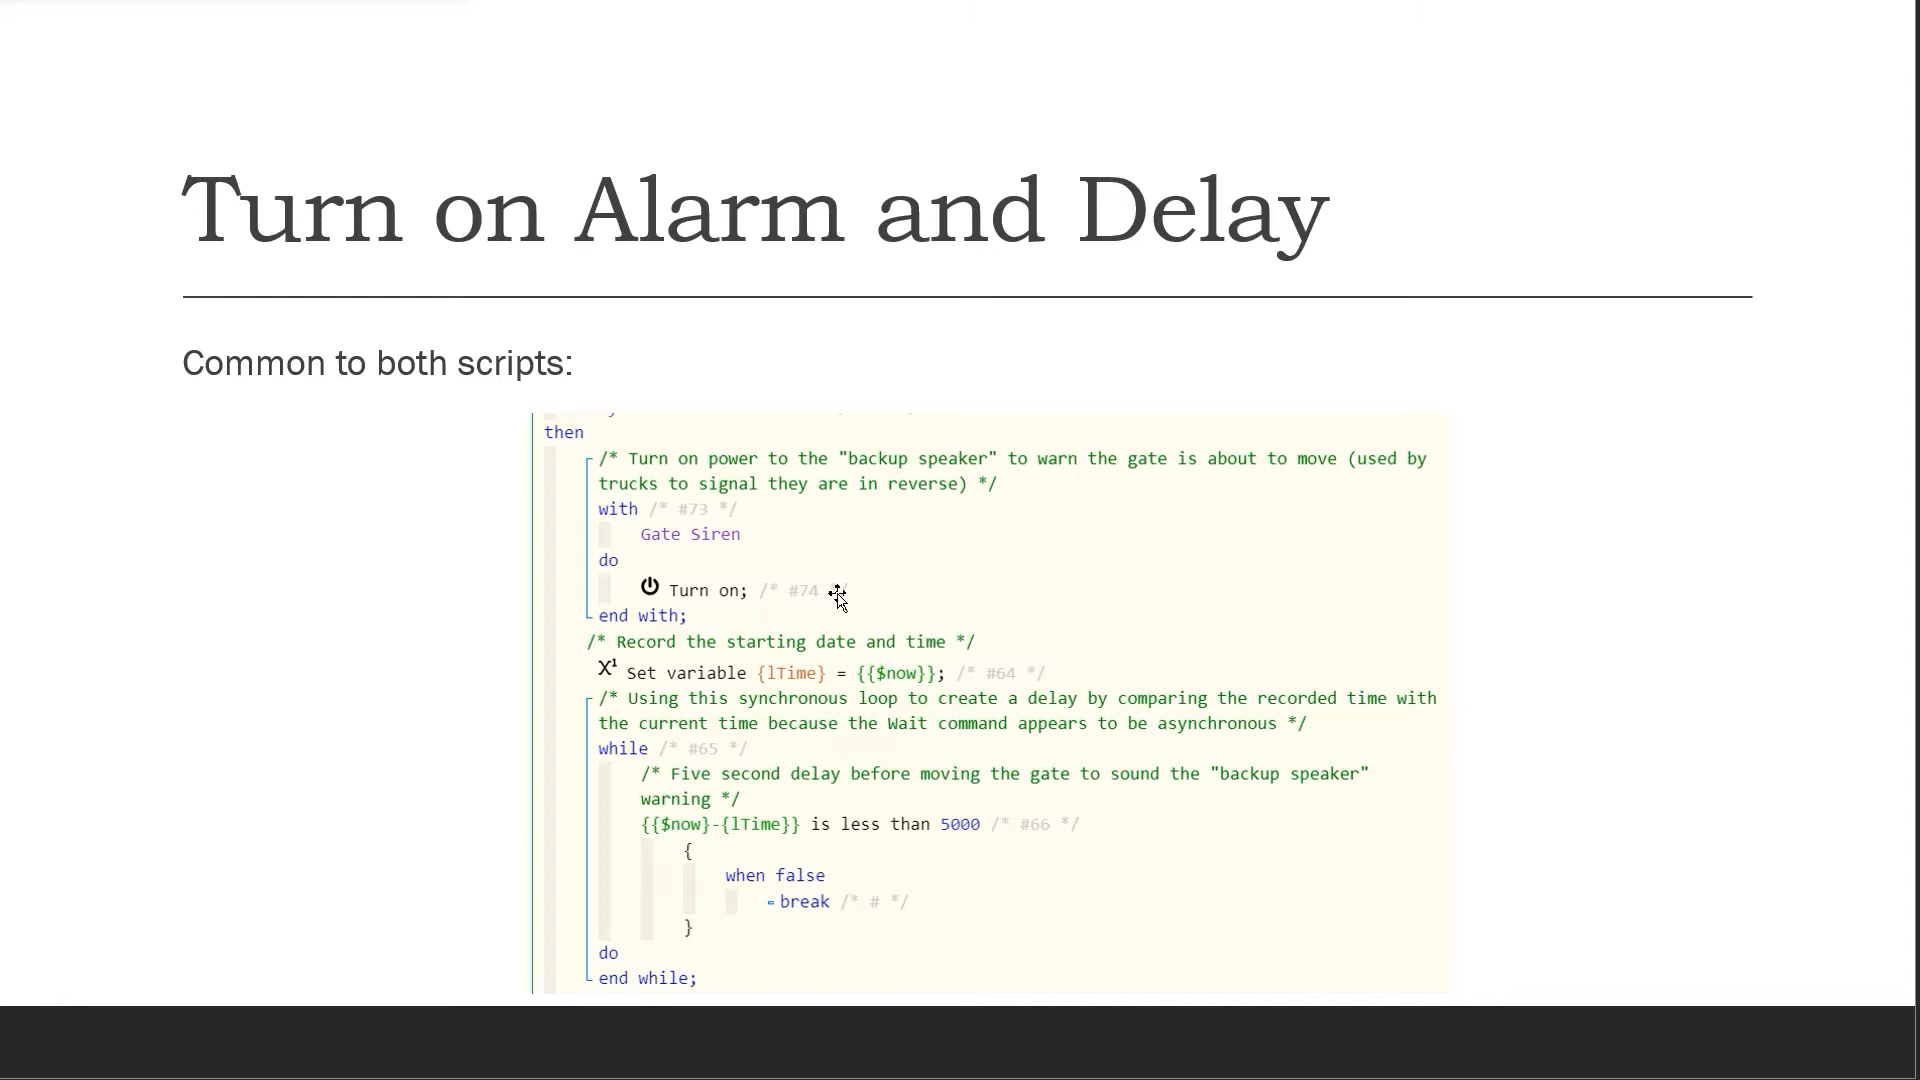 Turn on Alarm and Delay
Common to both scripts:
then
/* Turn on power to the "backup speaker" to warn the gate is about to move (used by
trucks to signal they are in reverse) */
with /* #73 */
Gate Siren
do
Turn on; /* #74 */
end with;
/* Record the starting date and time */
X¹ Set variable {lTime} = {{$now}}; /* #64 */
/* Using this synchronous loop to create a delay by comparing the recorded time with
the current time because the Wait command appears to be asynchronous */
while /* #65 */
/* Five second delay before moving the gate to sound the "backup speaker"
warning */
{{$now}-{lTime}} is less than 5000 /* #66 */
{
when false
break /* # */
}
do
end while;